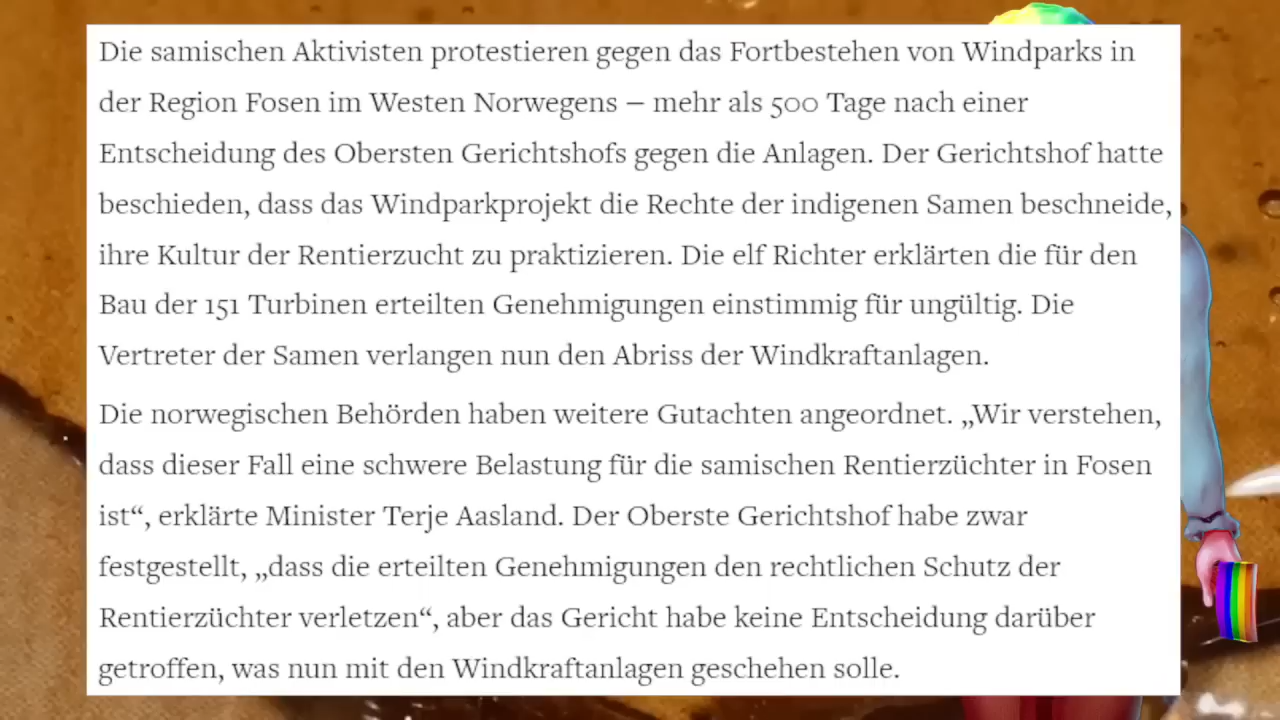 Die samischen Aktivisten protestieren gegen das Fortbestehen von Windparks in
der Region Fosen im Westen Norwegens – mehr als 500 Tage nach einer
Entscheidung des Obersten Gerichtshofs gegen die Anlagen. Der Gerichtshof hatte
beschieden, dass das Windparkprojekt die Rechte der indigenen Samen beschneide,
ihre Kultur der Rentierzucht zu praktizieren. Die elf Richter erklärten die für den
Bau der 151 Turbinen erteilten Genehmigungen einstimmig für ungültig. Die
Vertreter der Samen verlangen nun den Abriss der Windkraftanlagen.
Die norwegischen Behörden haben weitere Gutachten angeordnet. „Wir verstehen,
dass dieser Fall eine schwere Belastung für die samischen Rentierzüchter in Fosen
ist“, erklärte Minister Terje Aasland. Der Oberste Gerichtshof habe zwar
festgestellt, „dass die erteilten Genehmigungen den rechtlichen Schutz der
Rentierzüchter verletzen“, aber das Gericht habe keine Entscheidung darüber
getroffen, was nun mit den Windkraftanlagen geschehen solle.